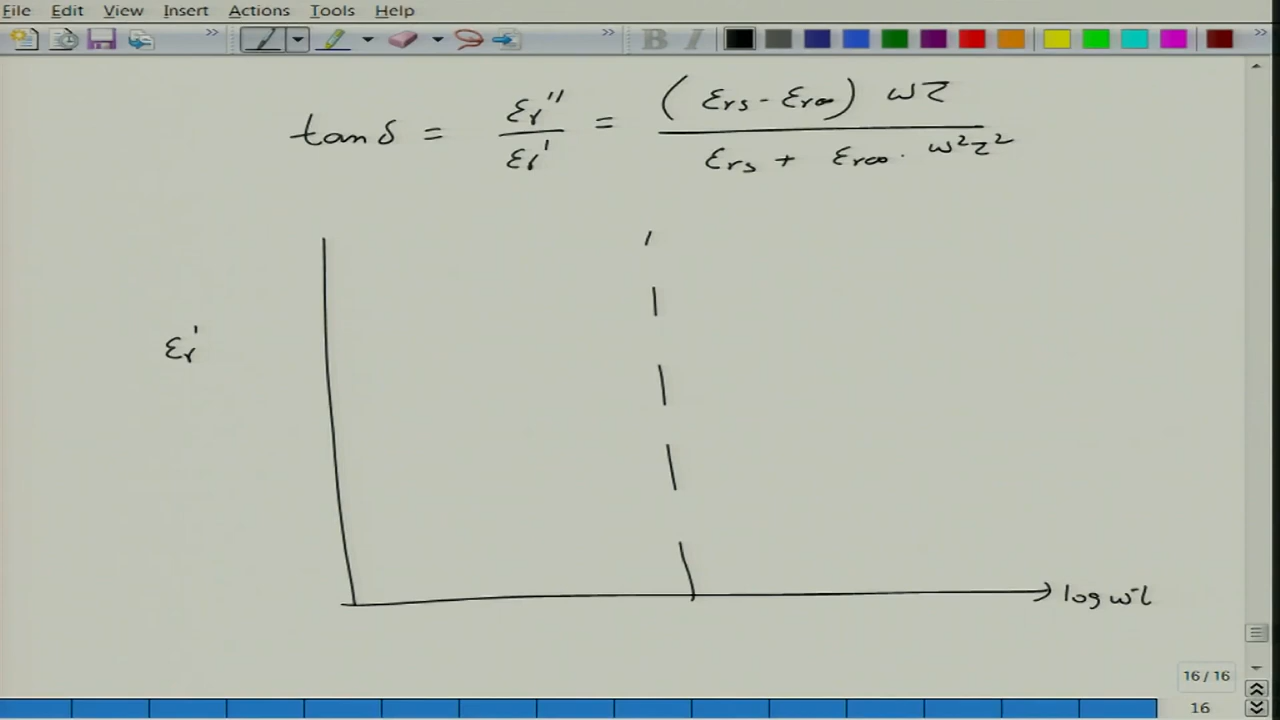 File Edit View Insert Actions Tools Help
tan δ = εr'' / εr' = (εrs - εr∞) ωτ / εrs + εr∞ . ω²τ²
εr'
log ωτ
16 / 16
16